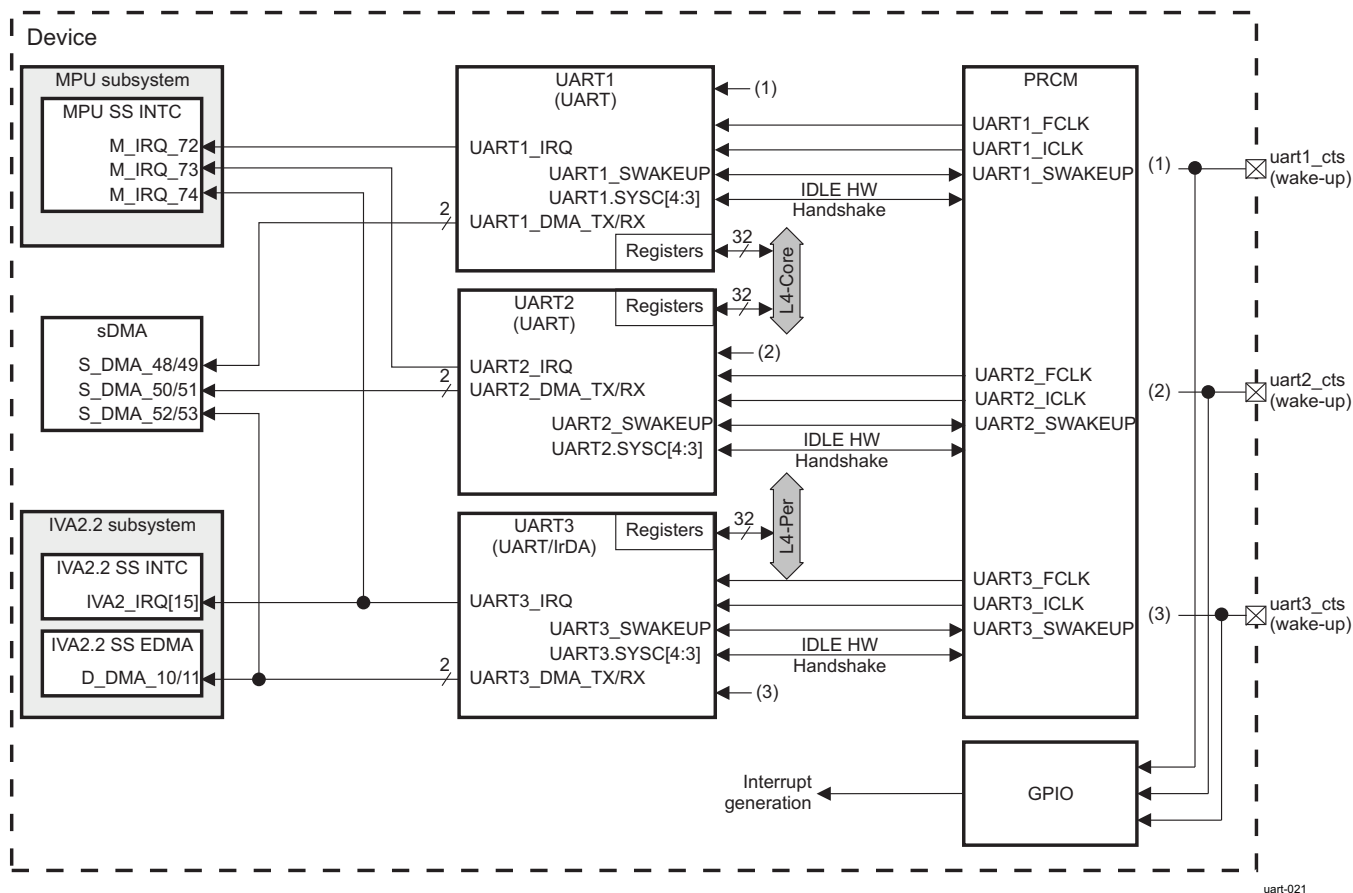 Device
MPU subsystem
MPU SS INTC
M_IRQ_72
M_IRQ_73
M_IRQ_74
sDMA
S_DMA_48/49
S_DMA_50/51
S_DMA_52/53
IVA2.2 subsystem
IVA2.2 SS INTC
IVA2_IRQ[15]
IVA2.2 SS EDMA
D_DMA_10/11
2
2
2
UART1
(UART)
(1)
UART1_IRQ
UART1_SWAKEUP
UART1.SYSC[4:3]
UART1_DMA_TX/RX
Registers
32
IDLE HW
Handshake
L4-Core
UART2
(UART)
Registers
32
(2)
UART2_IRQ
UART2_DMA_TX/RX
UART2_SWAKEUP
UART2.SYSC[4:3]
IDLE HW
Handshake
L4-Per
UART3
(UART/IrDA)
Registers
32
UART3_IRQ
UART3_SWAKEUP
UART3.SYSC[4:3]
UART3_DMA_TX/RX
IDLE HW
Handshake
(3)
PRCM
UART1_FCLK
UART1_ICLK
UART1_SWAKEUP
UART2_FCLK
UART2_ICLK
UART2_SWAKEUP
UART3_FCLK
UART3_ICLK
UART3_SWAKEUP
(1)
uart1_cts
(wake-up)
(2)
uart2_cts
(wake-up)
(3)
uart3_cts
(wake-up)
Interrupt
generation
GPIO
uart-021